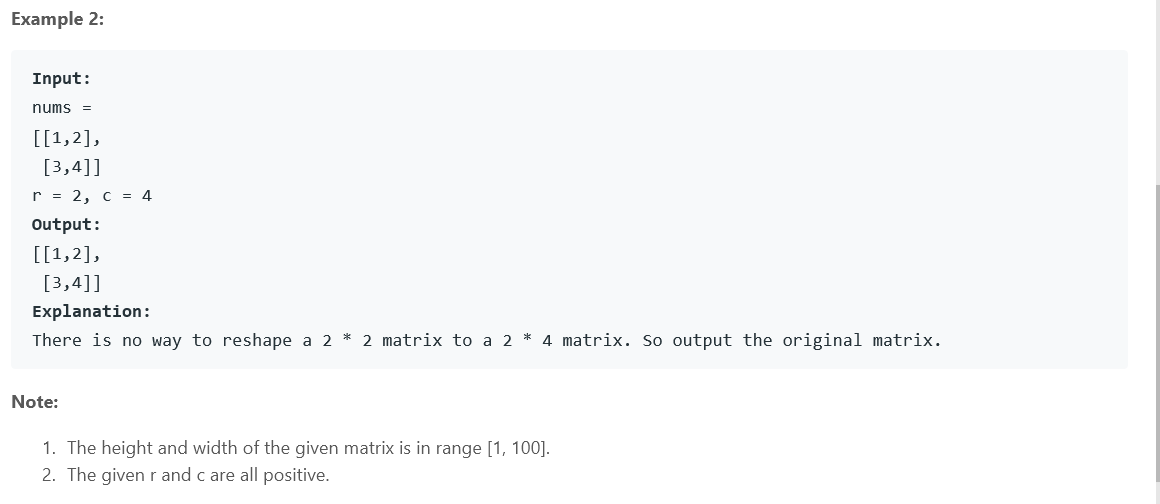 Example 2:
Input:
nums =
[[1,2],
 [3,4]]
r = 2, c = 4
Output:
[[1,2],
 [3,4]]
Explanation:
There is no way to reshape a 2 * 2 matrix to a 2 * 4 matrix. So output the original matrix.
Note:
1. The height and width of the given matrix is in range [1, 100].
2. The given r and c are all positive.